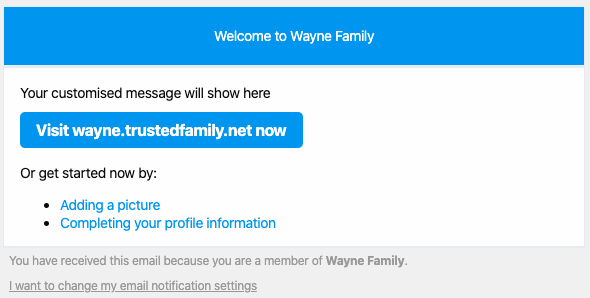 Welcome to Wayne Family
Your customised message will show here
Visit wayne.trustedfamily.net now
Or get started now by:
Adding a picture
Completing your profile information
You have received this email because you are a member of Wayne Family.
I want to change my email notification settings